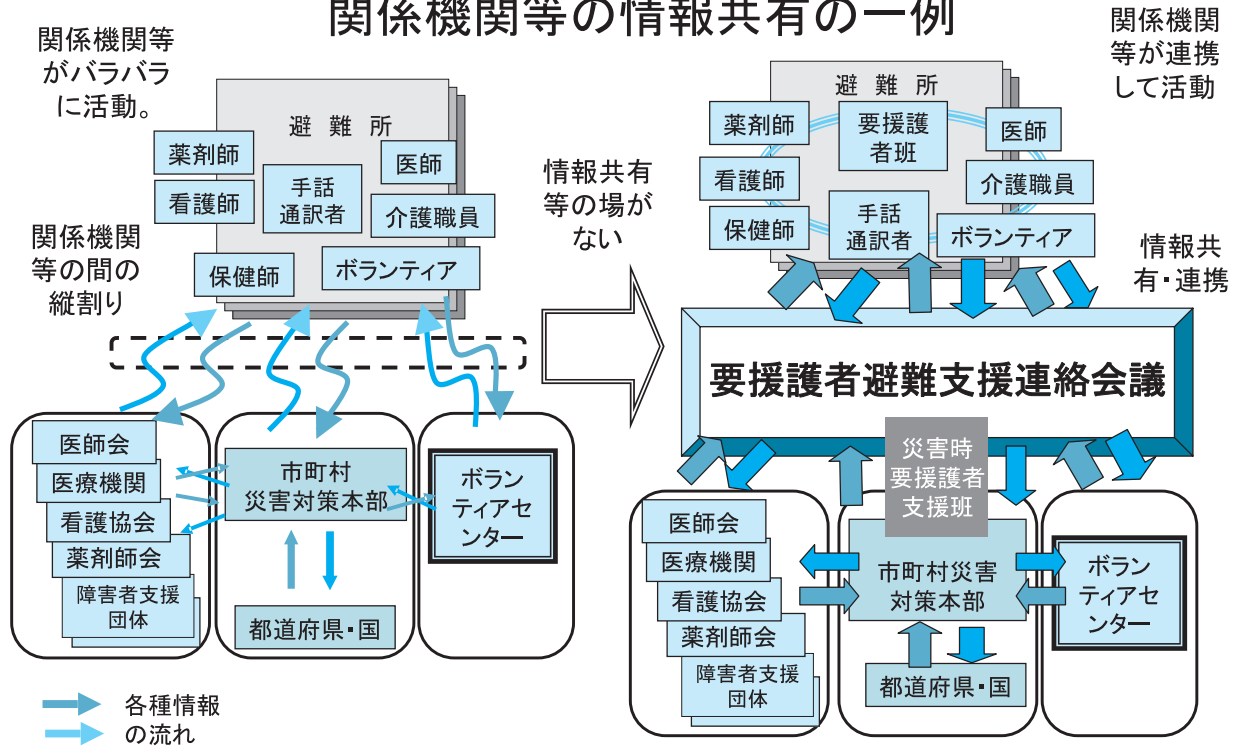 関係機関等の情報共有の一例
関係機関等
がバラバラ
に活動。
避 難 所
薬剤師
医師
看護師
手話
通訳者
介護職員
保健師
ボランティア
関係機関
等の間の
縦割り
医師会
医療機関
看護協会
薬剤師会
障害者支援
団体
市町村
災害対策本部
都道府県・国
ボラン
ティアセ
ンター
各種情報
の流れ
情報共有
等の場が
ない
関係機関
等が連携
して活動
避 難 所
薬剤師
要援護
者班
医師
看護師
介護職員
保健師
手話
通訳者
ボランティア
情報共
有・連携
要援護者避難支援連絡会議
災害時
要援護者
支援班
医師会
医療機関
看護協会
薬剤師会
障害者支援
団体
市町村災害
対策本部
都道府県・国
ボラン
ティアセ
ンター